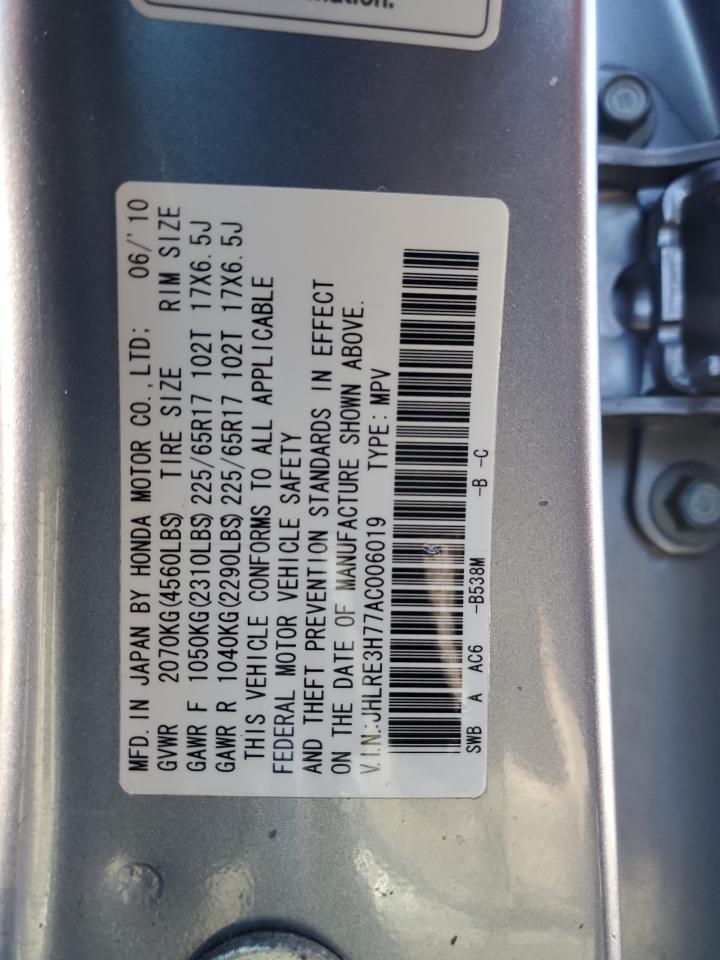 mation.
MFD. IN JAPAN BY HONDA MOTOR CO.,LTD: 06/'10
GVWR 2070KG(4560LBS) TIRE SIZE RIM SIZE
GAWR F 1050KG(2310LBS) 225/65R17 102T 17X6.5J
GAWR R 1040KG(2290LBS) 225/65R17 102T 17X6.5J
THIS VEHICLE CONFORMS TO ALL APPLICABLE
FEDERAL MOTOR VEHICLE SAFETY
AND THEFT PREVENTION STANDARDS IN EFFECT
ON THE DATE OF MANUFACTURE SHOWN ABOVE.
V.I.N.:JHLRE3H77AC006019 TYPE: MPV
SWB A AC6 -B538M -B -C